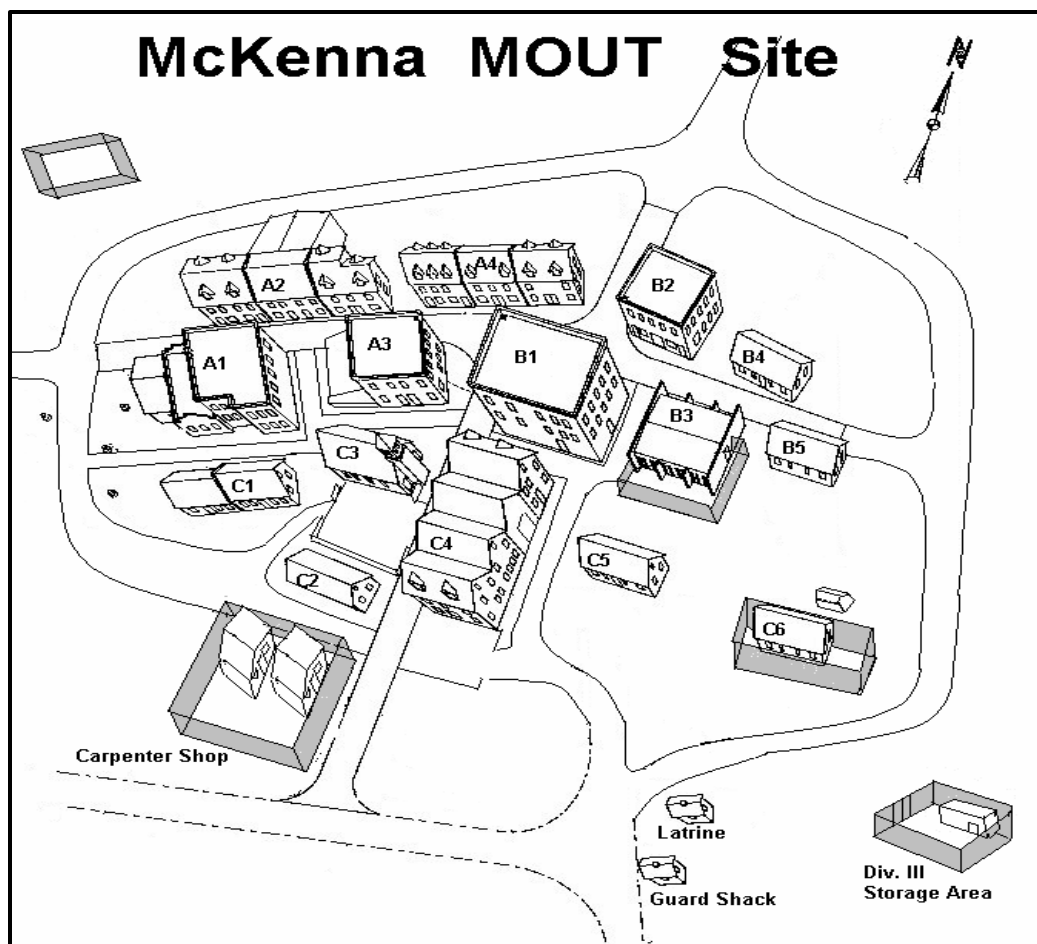 McKenna MOUT Site
N
A4
A2
B2
A1
A3
B1
B4
B3
B5
C3
C1
C4
C5
C2
C6
Carpenter Shop
Latrine
Guard Shack
Div. III
Storage Area